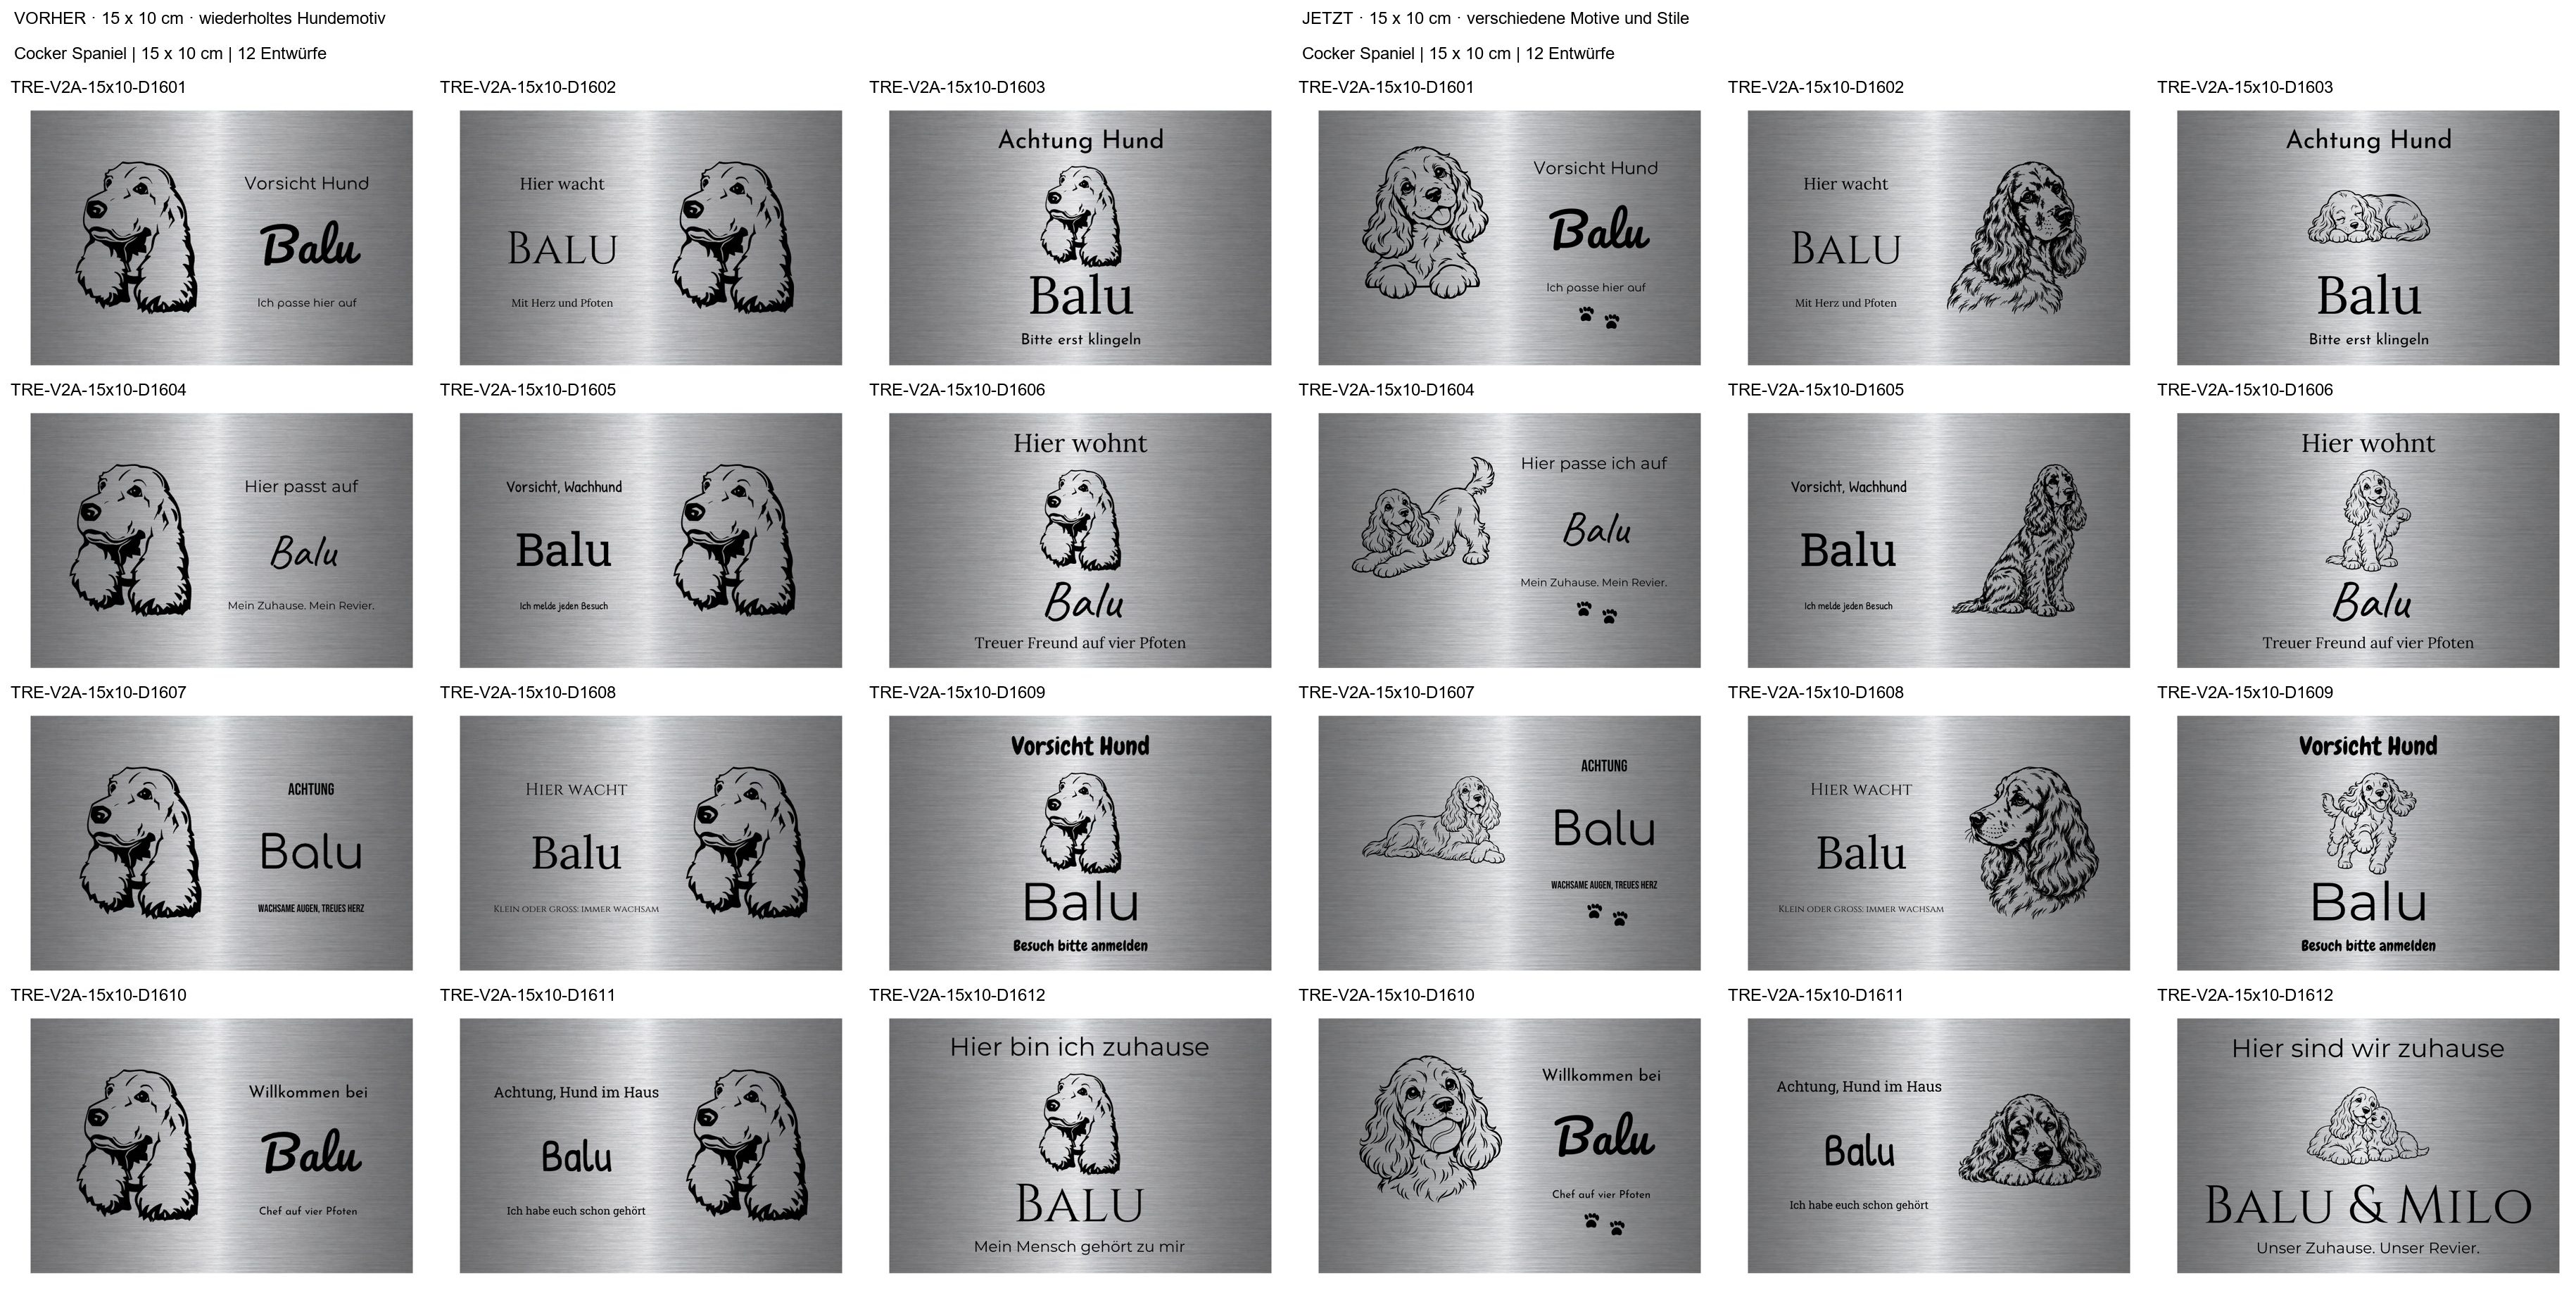 VORHER · 15 x 10 cm · wiederholtes Hundemotiv
Cocker Spaniel | 15 x 10 cm | 12 Entwürfe
TRE-V2A-15x10-D1601
Vorsicht Hund
Balu
Ich passe hier auf
TRE-V2A-15x10-D1602
Hier wacht
BALU
Mit Herz und Pfoten
TRE-V2A-15x10-D1603
Achtung Hund
Balu
Bitte erst klingeln
TRE-V2A-15x10-D1604
Hier passt auf
Balu
Mein Zuhause. Mein Revier.
TRE-V2A-15x10-D1605
Vorsicht, Wachhund
Balu
Ich melde jeden Besuch
TRE-V2A-15x10-D1606
Hier wohnt
Balu
Treuer Freund auf vier Pfoten
TRE-V2A-15x10-D1607
ACHTUNG
Balu
WACHSAME AUGEN, TREUES HERZ
TRE-V2A-15x10-D1608
HIER WACHT
Balu
KLEIN ODER GROSS: IMMER WACHSAM
TRE-V2A-15x10-D1609
Vorsicht Hund
Balu
Besuch bitte anmelden
TRE-V2A-15x10-D1610
Willkommen bei
Balu
Chef auf vier Pfoten
TRE-V2A-15x10-D1611
Achtung, Hund im Haus
Balu
Ich habe euch schon gehört
TRE-V2A-15x10-D1612
Hier bin ich zuhause
BALU
Mein Mensch gehört zu mir
JETZT · 15 x 10 cm · verschiedene Motive und Stile
Cocker Spaniel | 15 x 10 cm | 12 Entwürfe
TRE-V2A-15x10-D1601
Vorsicht Hund
Balu
Ich passe hier auf
TRE-V2A-15x10-D1602
Hier wacht
BALU
Mit Herz und Pfoten
TRE-V2A-15x10-D1603
Achtung Hund
Balu
Bitte erst klingeln
TRE-V2A-15x10-D1604
Hier passe ich auf
Balu
Mein Zuhause. Mein Revier.
TRE-V2A-15x10-D1605
Vorsicht, Wachhund
Balu
Ich melde jeden Besuch
TRE-V2A-15x10-D1606
Hier wohnt
Balu
Treuer Freund auf vier Pfoten
TRE-V2A-15x10-D1607
ACHTUNG
Balu
WACHSAME AUGEN, TREUES HERZ
TRE-V2A-15x10-D1608
HIER WACHT
Balu
KLEIN ODER GROSS: IMMER WACHSAM
TRE-V2A-15x10-D1609
Vorsicht Hund
Balu
Besuch bitte anmelden
TRE-V2A-15x10-D1610
Willkommen bei
Balu
Chef auf vier Pfoten
TRE-V2A-15x10-D1611
Achtung, Hund im Haus
Balu
Ich habe euch schon gehört
TRE-V2A-15x10-D1612
Hier sind wir zuhause
BALU & MILO
Unser Zuhause. Unser Revier.